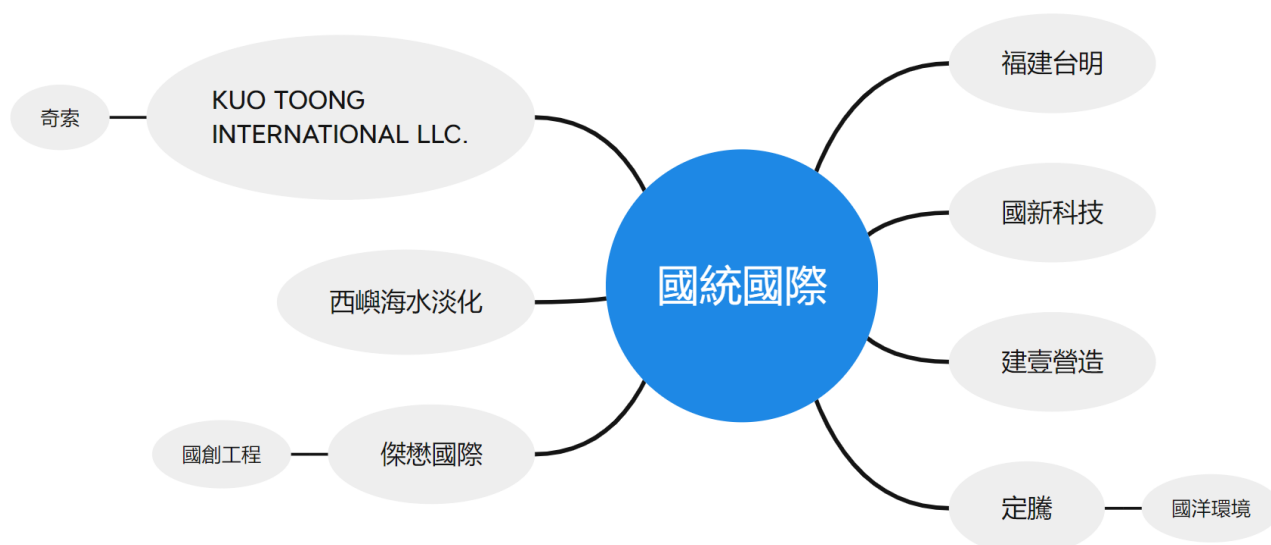 奇索
KUO TOONG
INTERNATIONAL LLC.
西嶼海水淡化
國創工程
傑懋國際
國統國際
福建台明
國新科技
建壹營造
定騰
國洋環境